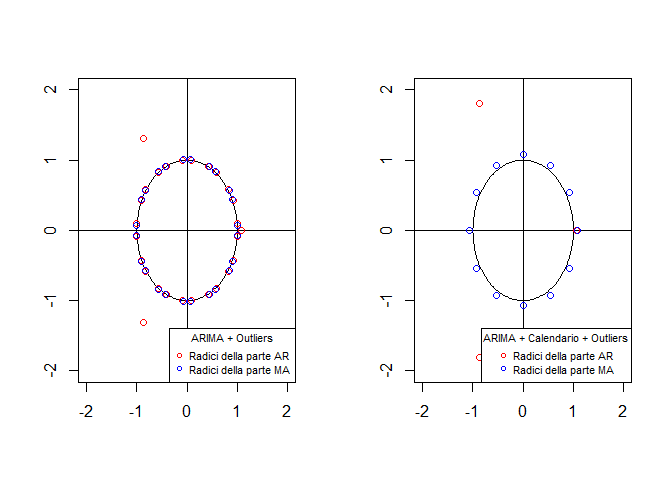 2
1
0
-1
-2
-2 -1 0 1 2
ARIMA + Outliers
Radici della parte AR
Radici della parte MA
2
1
0
-1
-2
-2 -1 0 1 2
ARIMA + Calendario + Outliers
Radici della parte AR
Radici della parte MA